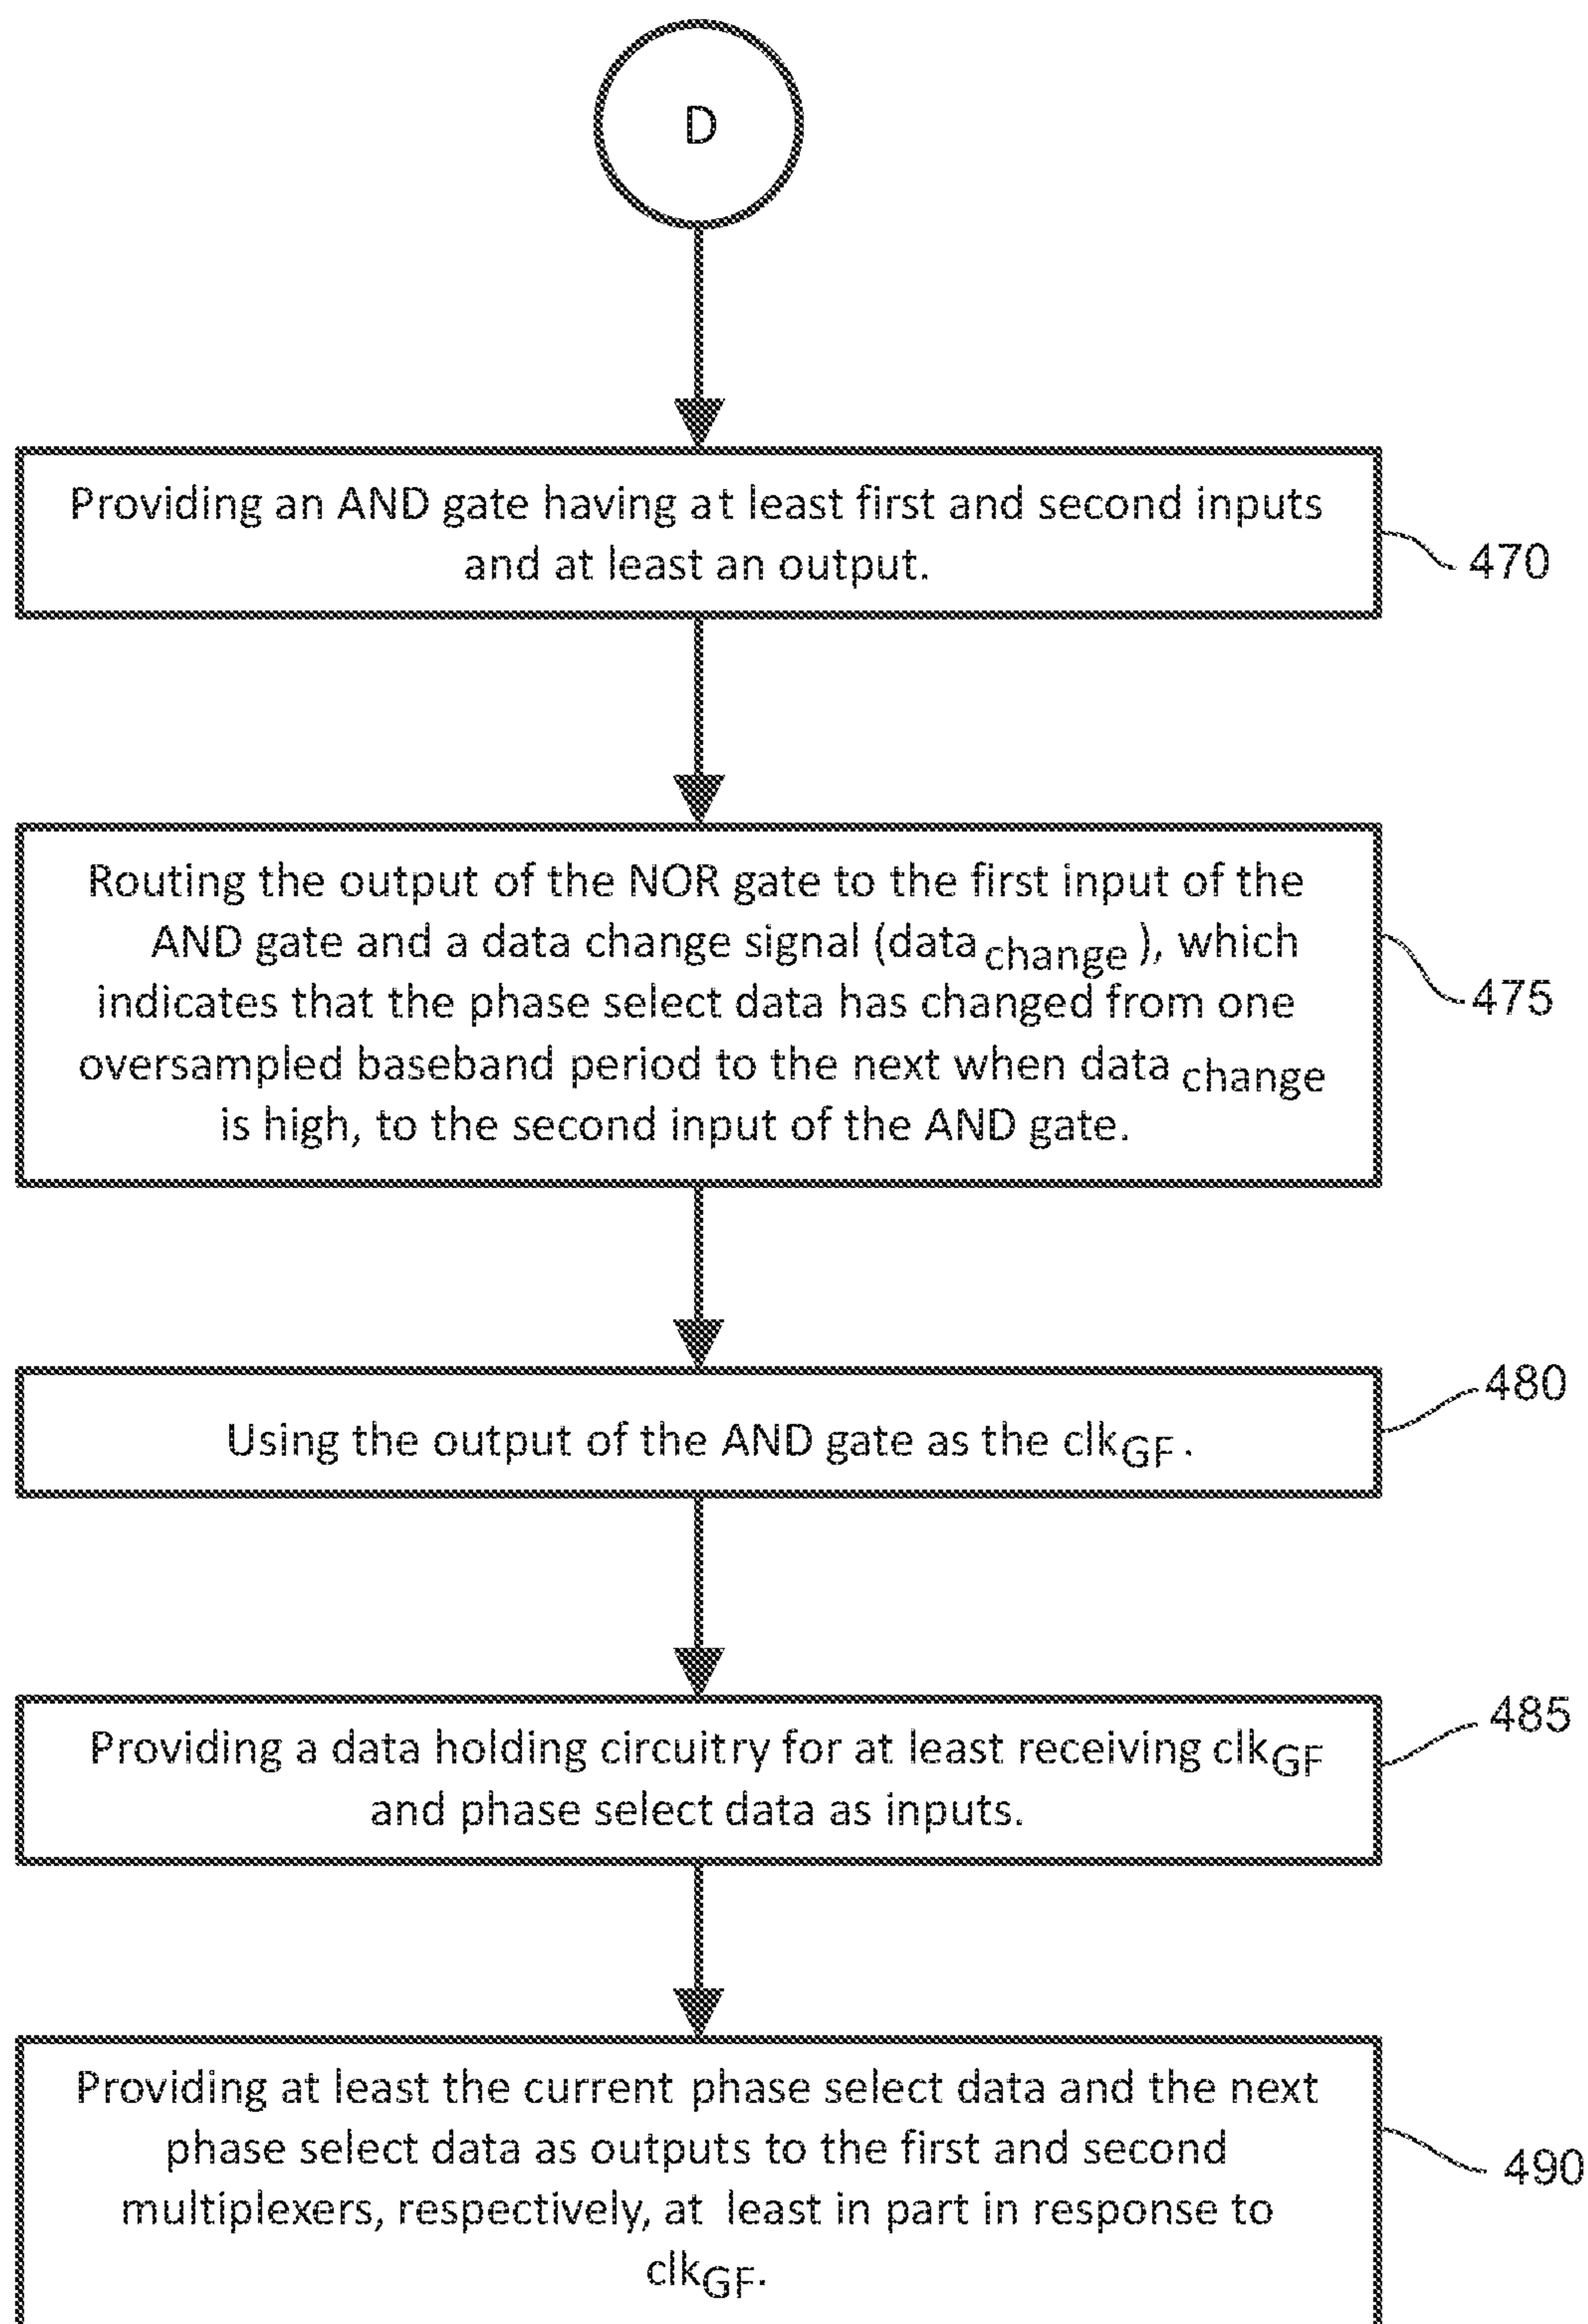 D
Providing an AND gate having at least first and second inputs
and at least an output.
470
Routing the output of the NOR gate to the first input of the
AND gate and a data change signal (data change ), which
indicates that the phase select data has changed from one
oversampled baseband period to the next when data change
is high, to the second input of the AND gate.
475
Using the output of the AND gate as the clkGF .
480
Providing a data holding circuitry for at least receiving clkGF
and phase select data as inputs.
485
Providing at least the current phase select data and the next
phase select data as outputs to the first and second
multiplexers, respectively, at least in part in response to
clkGF.
490